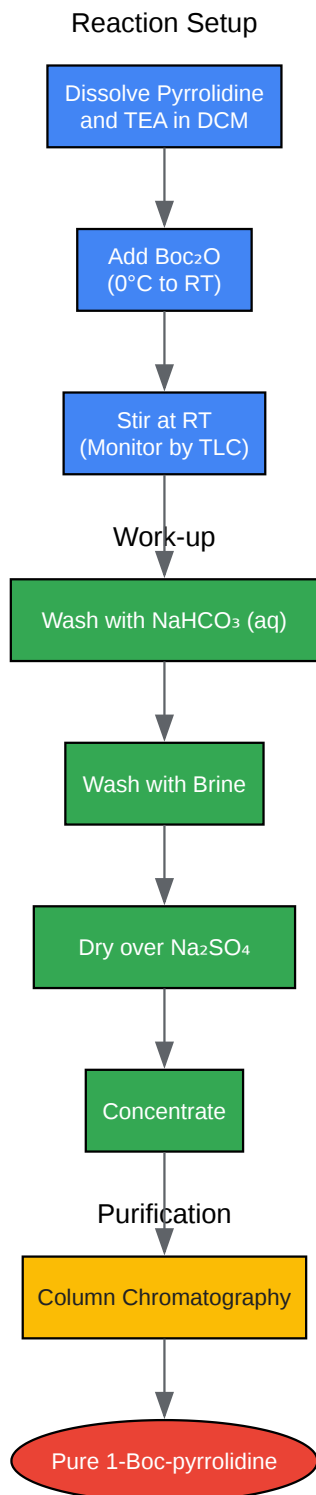 Reaction Setup
Dissolve Pyrrolidine
and TEA in DCM
Add Boc₂O
(0°C to RT)
Stir at RT
(Monitor by TLC)
Work-up
Wash with NaHCO₃ (aq)
Wash with Brine
Dry over Na₂SO₄
Concentrate
Purification
Column Chromatography
Pure 1-Boc-pyrrolidine